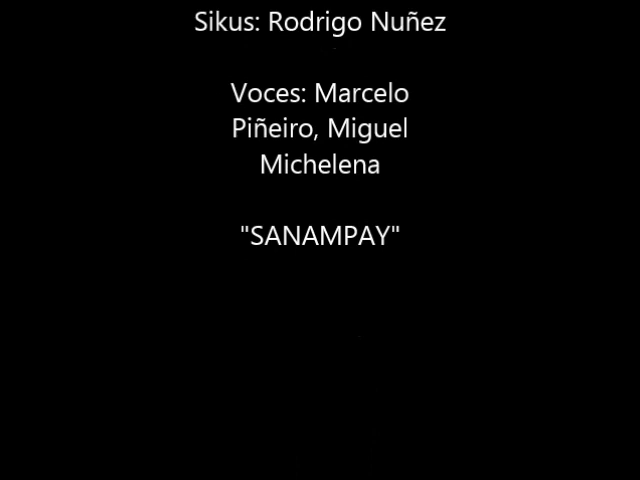 Sikus: Rodrigo Nuñez
Voces: Marcelo
Piñeiro, Miguel
Michelena
"SANAMPAY"